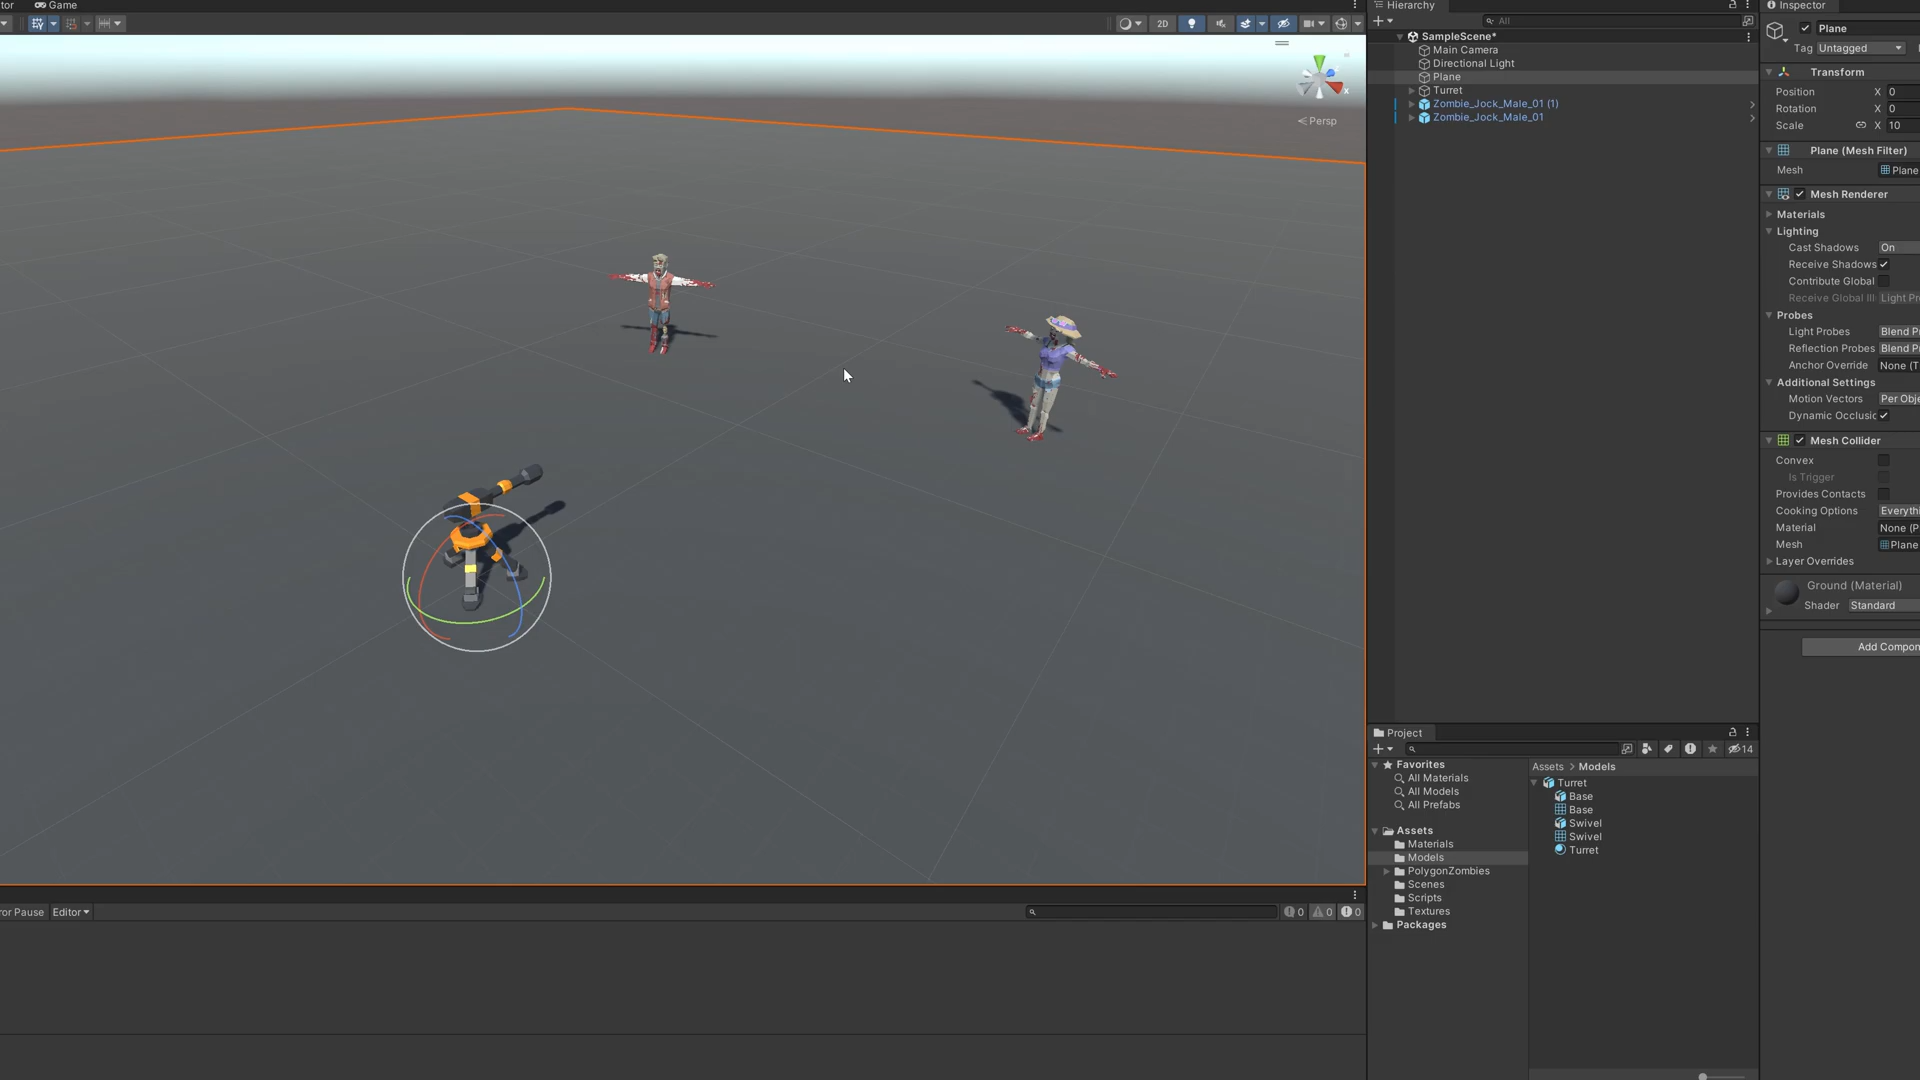 tor Game
2D
Persp
x
Hierarchy
All
SampleScene*
Main Camera
Directional Light
Plane
Turret
Zombie_Jock_Male_01 (1)
Zombie_Jock_Male_01
Inspector
Plane
Tag Untagged
Transform
Position X 0
Rotation X 0
Scale X 10
Plane (Mesh Filter)
Mesh Plane
Mesh Renderer
Materials
Lighting
Cast Shadows On
Receive Shadows
Contribute Global
Receive Global Ill Light Pr
Probes
Light Probes Blend Pr
Reflection Probes Blend Pr
Anchor Override None (T
Additional Settings
Motion Vectors Per Obje
Dynamic Occlusic
Mesh Collider
Convex
Is Trigger
Provides Contacts
Cooking Options Everythi
Material None (P
Mesh Plane
Layer Overrides
Ground (Material)
Shader Standard
Add Compon
Project
14
Favorites
All Materials
All Models
All Prefabs
Assets
Materials
Models
PolygonZombies
Scenes
Scripts
Textures
Packages
Assets > Models
Turret
Base
Base
Swivel
Swivel
Turret
ror Pause Editor
0 0 0